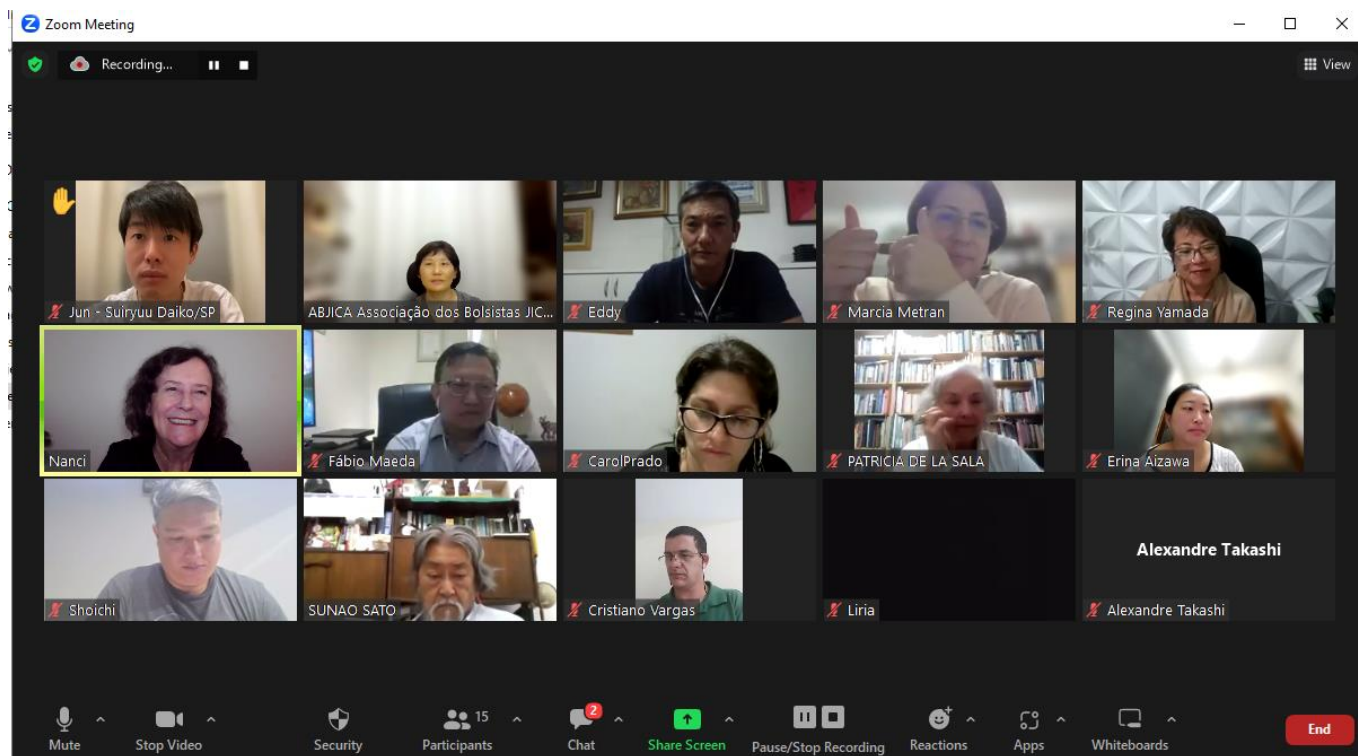 Zoom Meeting
Recording...
View
Jun - Suiryuu Daiko/SP
ABJICA Associação dos Bolsistas JIC...
Eddy
Marcia Metran
Regina Yamada
Nanci
Fábio Maeda
CarolPrado
PATRICIA DE LA SALA
Erina Aizawa
Shoichi
SUNAO SATO
Cristiano Vargas
Liria
Alexandre Takashi
Alexandre Takashi
Mute
Stop Video
Security
15
Participants
2
Chat
Share Screen
Pause/Stop Recording
Reactions
Apps
Whiteboards
End